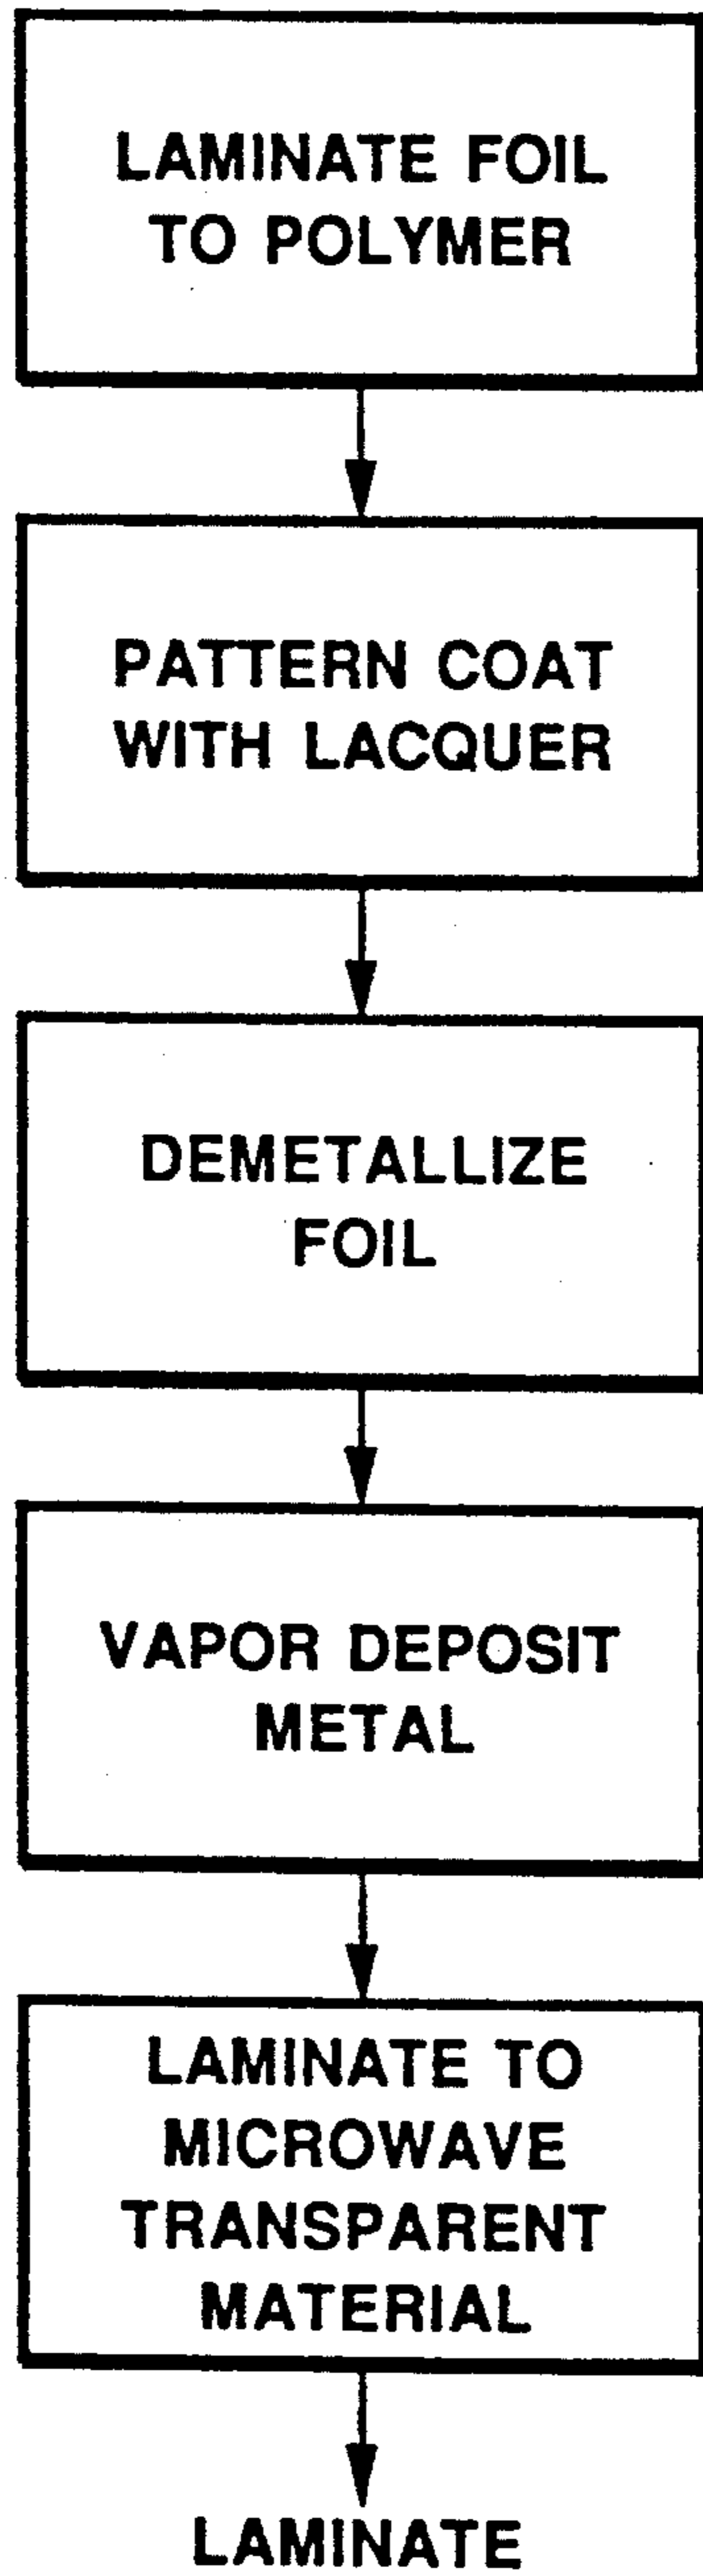 LAMINATE FOIL
TO POLYMER
PATTERN COAT
WITH LACQUER
DEMETALLIZE
FOIL
VAPOR DEPOSIT
METAL
LAMINATE TO
MICROWAVE
TRANSPARENT
MATERIAL
LAMINATE